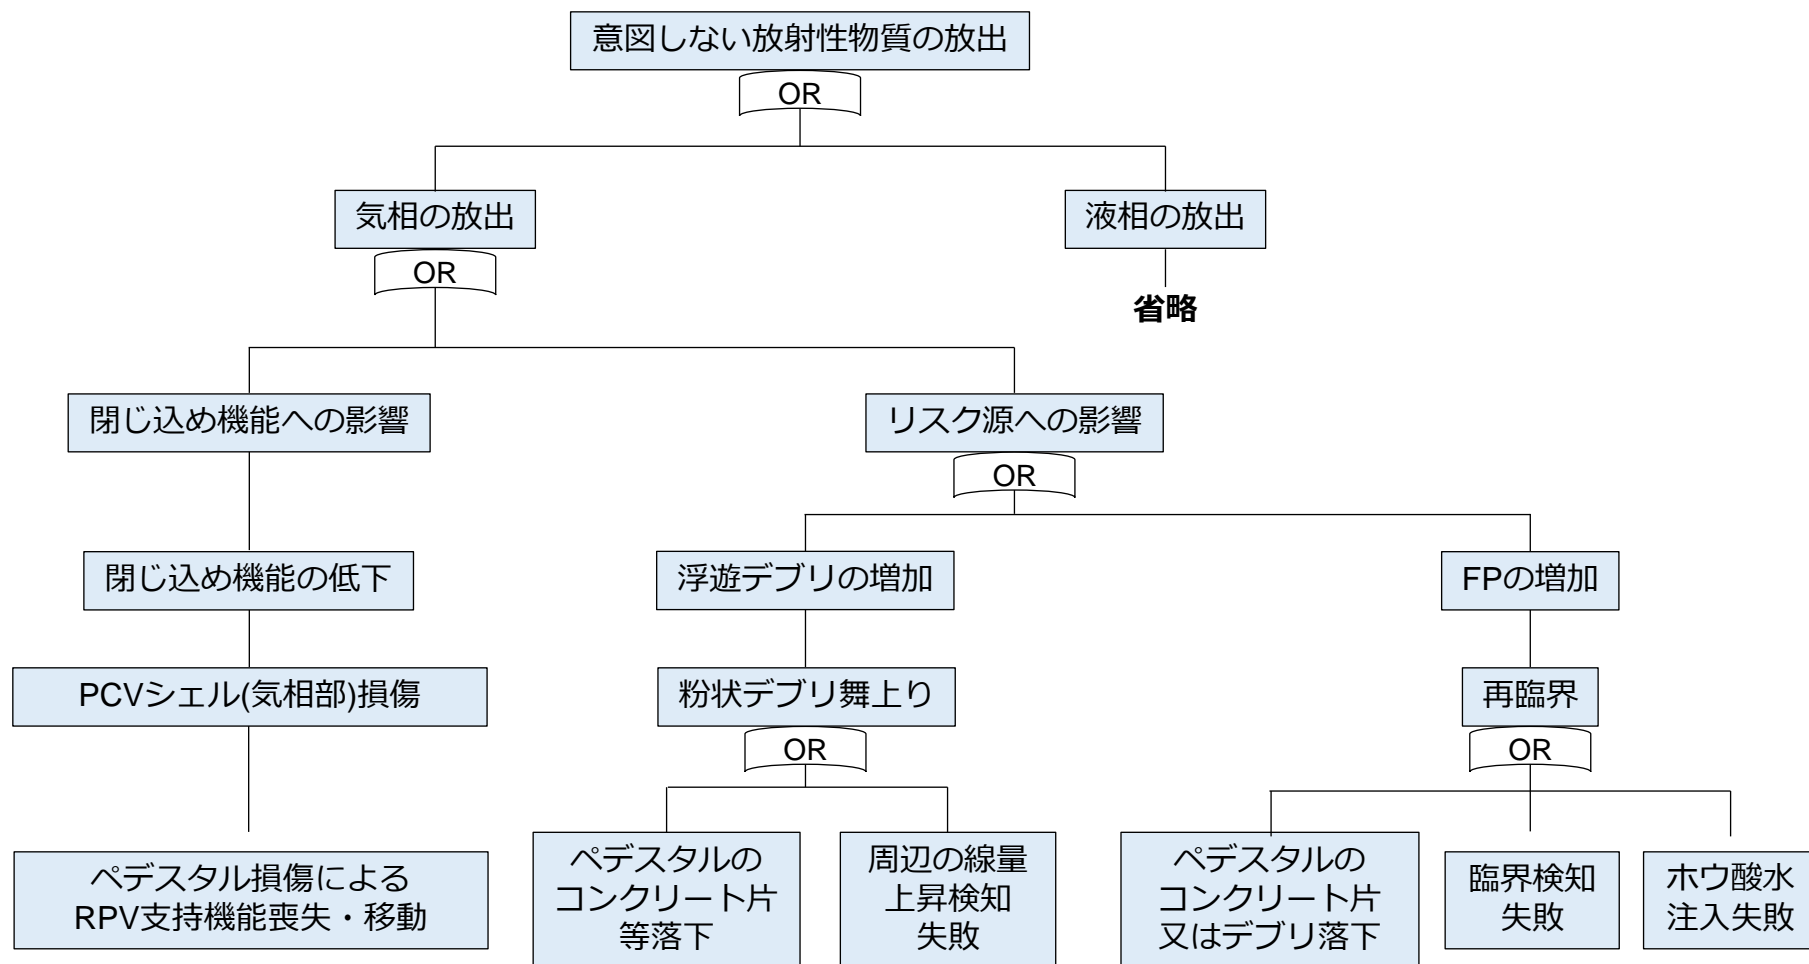 意図しない放射性物質の放出
OR
気相の放出
液相の放出
OR
省略
閉じ込め機能への影響
リスク源への影響
OR
閉じ込め機能の低下
浮遊デブリの増加
FPの増加
PCVシェル(気相部)損傷
粉状デブリ舞上り
再臨界
OR
OR
ペデスタル損傷による
RPV支持機能喪失・移動
ペデスタルの
コンクリート片
等落下
周辺の線量
上昇検知
失敗
ペデスタルの
コンクリート片
又はデブリ落下
臨界検知
失敗
ホウ酸水
注入失敗